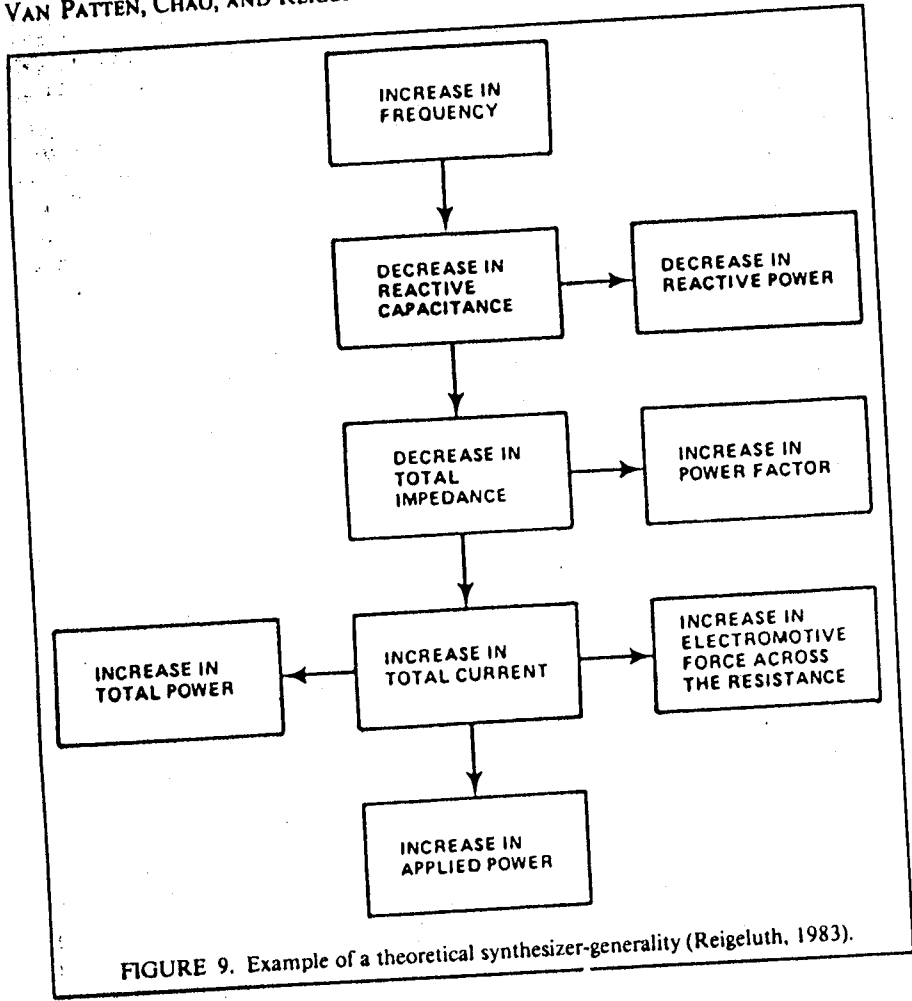 VAN PATTEN, CHAO, AND
INCREASE IN
FREQUENCY
DECREASE IN
REACTIVE
CAPACITANCE
DECREASE IN
REACTIVE POWER
DECREASE IN
TOTAL
IMPEDANCE
INCREASE IN
POWER FACTOR
INCREASE IN
TOTAL POWER
INCREASE IN
TOTAL CURRENT
INCREASE IN
ELECTROMOTIVE
FORCE ACROSS
THE RESISTANCE
INCREASE IN
APPLIED POWER
FIGURE 9. Example of a theoretical synthesizer-generality (Reigeluth, 1983).